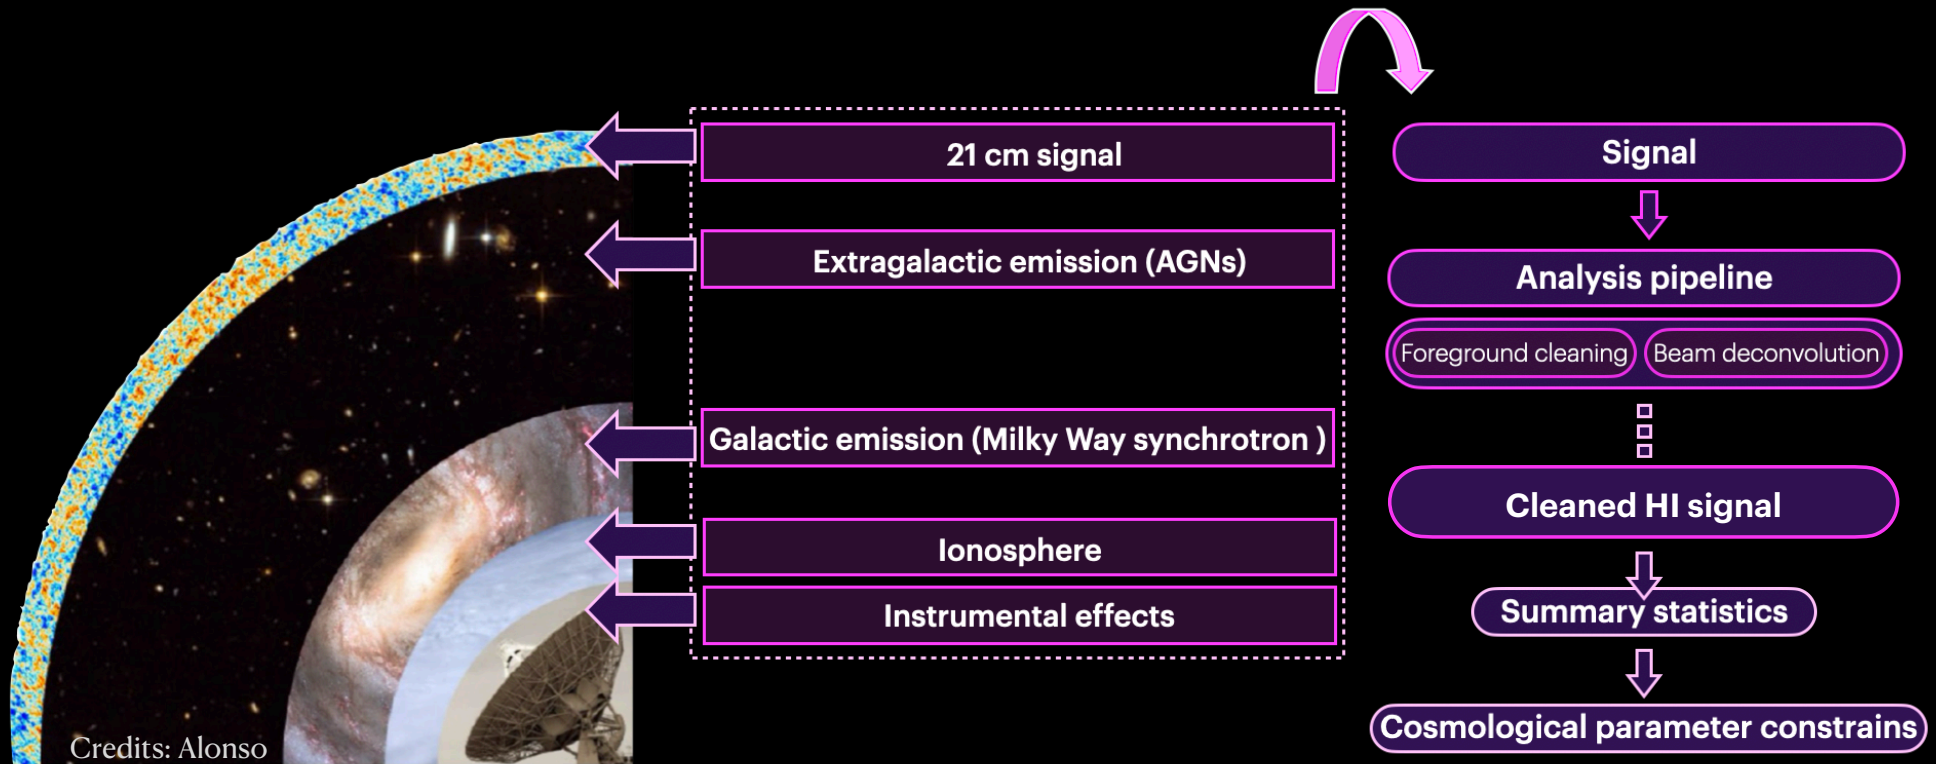 21 cm signal
Extragalactic emission (AGNs)
Galactic emission (Milky Way synchrotron )
Ionosphere
Instrumental effects
Signal
Analysis pipeline
Foreground cleaning
Beam deconvolution
Cleaned HI signal
Summary statistics
Cosmological parameter constrains
Credits: Alonso